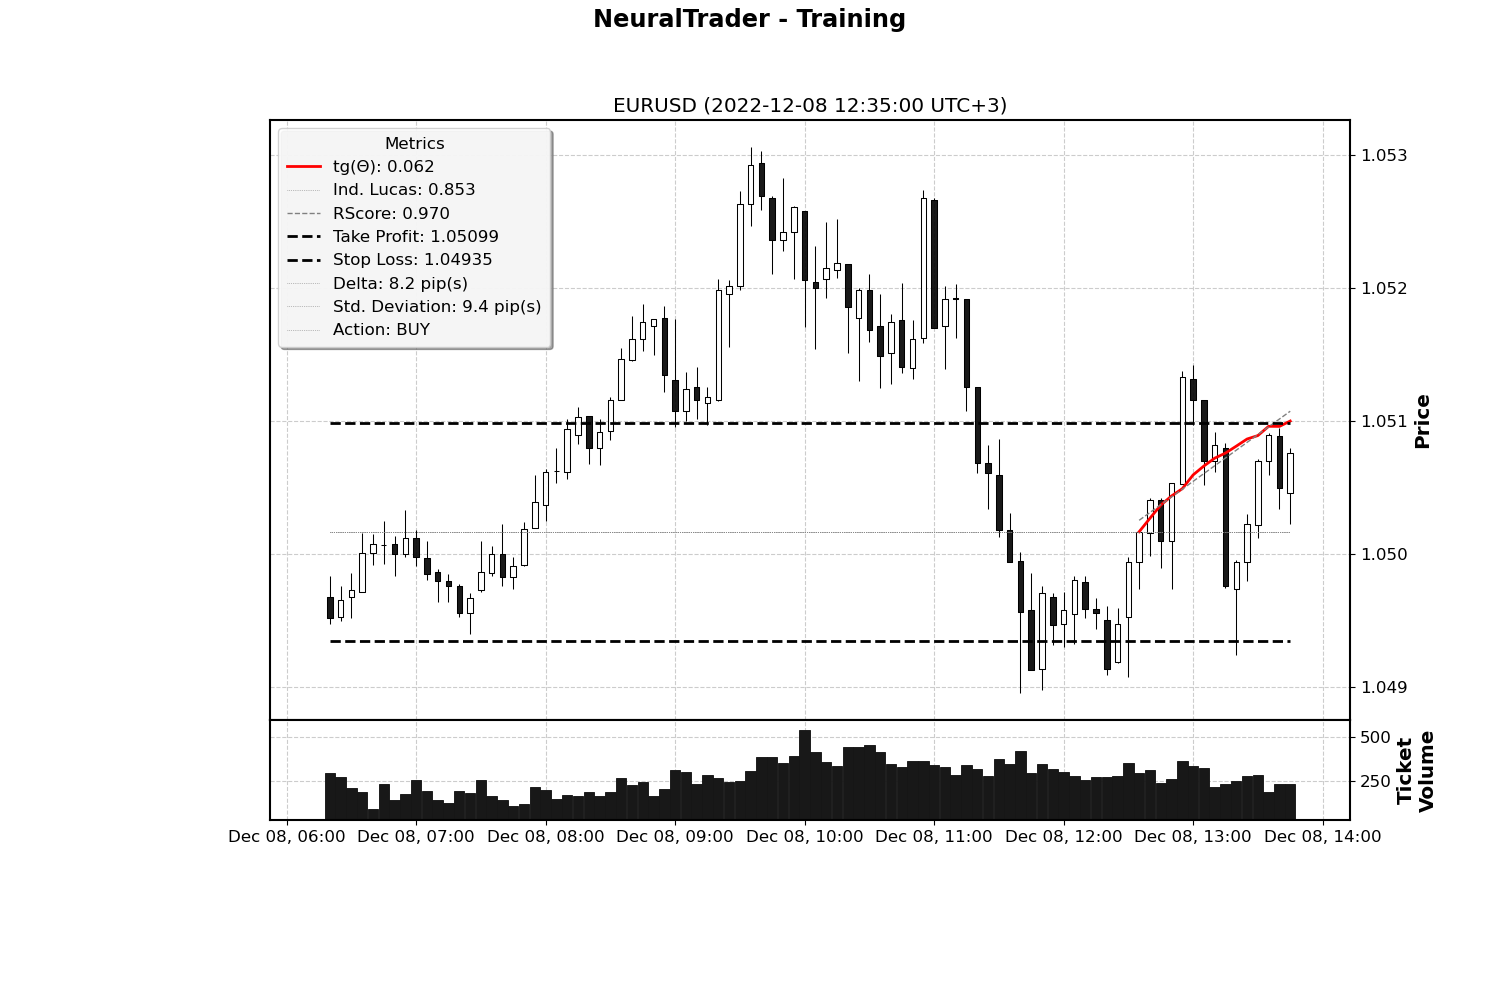 NeuralTrader - Training
EURUSD (2022-12-08 12:35:00 UTC+3)
Metrics
tg(Θ): 0.062
Ind. Lucas: 0.853
RScore: 0.970
Take Profit: 1.05099
Stop Loss: 1.04935
Delta: 8.2 pip(s)
Std. Deviation: 9.4 pip(s)
Action: BUY
1.053
1.052
1.051
1.050
1.049
Price
500
250
Ticket
Volume
Dec 08, 06:00 Dec 08, 07:00 Dec 08, 08:00 Dec 08, 09:00 Dec 08, 10:00 Dec 08, 11:00 Dec 08, 12:00 Dec 08, 13:00 Dec 08, 14:00